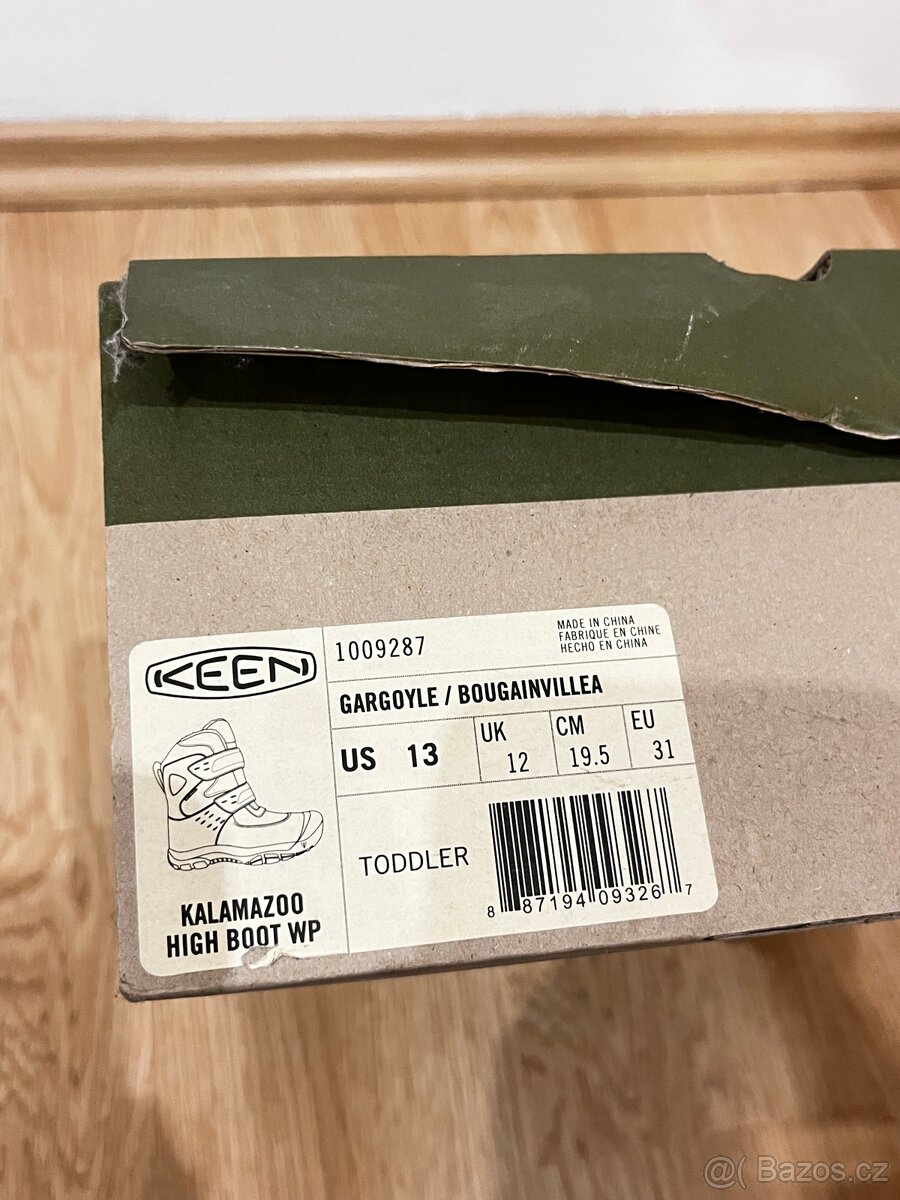 KEEN
1009287
MADE IN CHINA
FABRIQUE EN CHINE
HECHO EN CHINA
GARGOYLE / BOUGAINVILLEA
US 13
UK 12
CM 19.5
EU 31
TODDLER
8 87194 09326 7
KALAMAZOO
HIGH BOOT WP
@( Bazos.cz